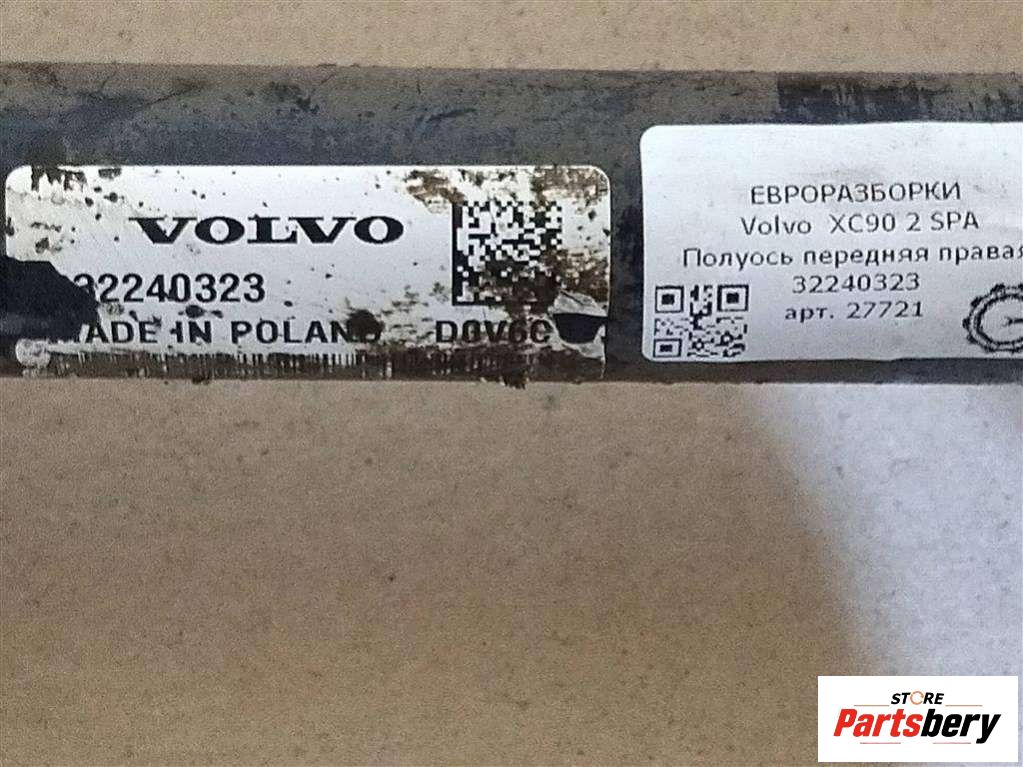 VOLVO
32240323
MADE IN POLAND D0V6C
ЕВРОРАЗБОРКИ
Volvo XC90 2 SPA
Полуось передняя правая
32240323
арт. 27721
STORE
Partsbery